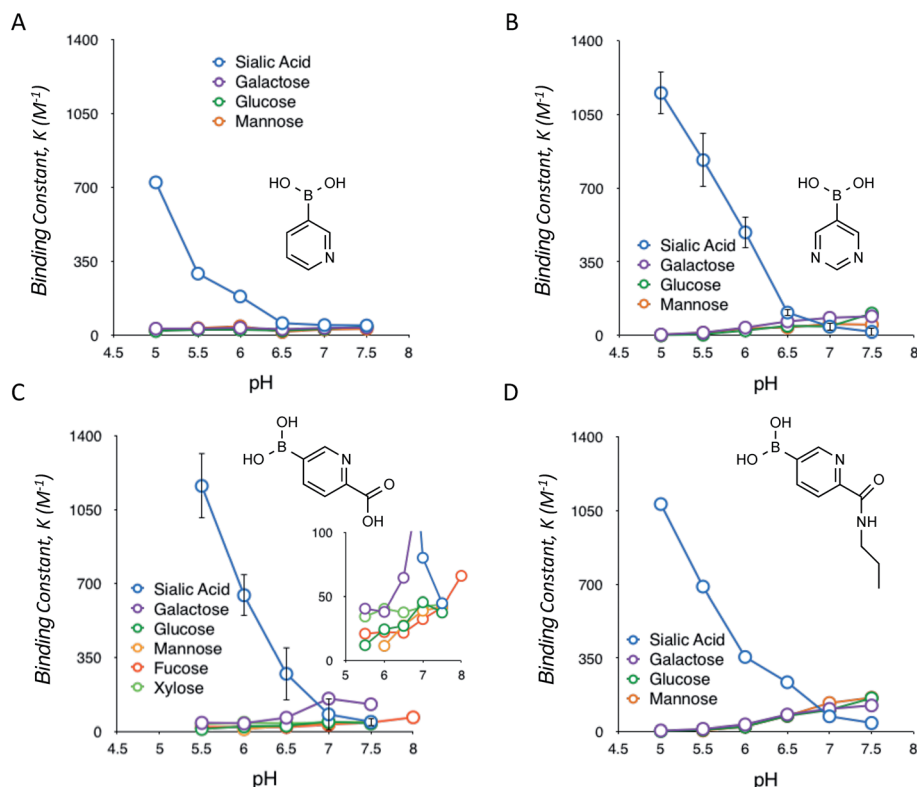 A
Binding Constant, K (M⁻¹)
1400
1050
700
350
0
4.5 5 5.5 6 6.5 7 7.5 8
pH
Sialic Acid
Galactose
Glucose
Mannose
HO OH
B
N
B
Binding Constant, K (M⁻¹)
1400
1050
700
350
0
4.5 5 5.5 6 6.5 7 7.5 8
pH
Sialic Acid
Galactose
Glucose
Mannose
HO OH
B
N N
C
Binding Constant, K (M⁻¹)
1400
1050
700
350
0
4.5 5 5.5 6 6.5 7 7.5 8
pH
Sialic Acid
Galactose
Glucose
Mannose
Fucose
Xylose
OH
B
HO
N
O
OH
100
50
0
5 5.5 6 6.5 7 7.5 8
D
Binding Constant, K (M⁻¹)
1400
1050
700
350
0
4.5 5 5.5 6 6.5 7 7.5 8
pH
Sialic Acid
Galactose
Glucose
Mannose
OH
B
HO
N
O
NH